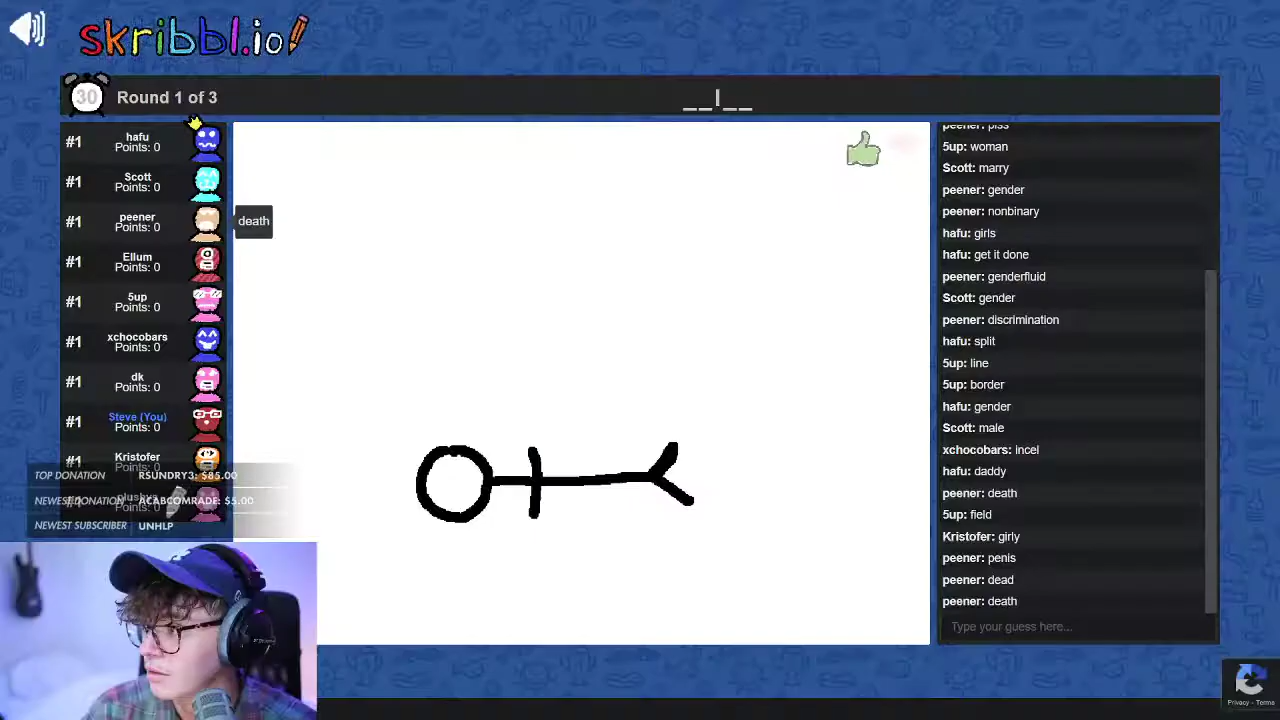 skribbl.io
30
Round 1 of 3
__l__
#1 hafu
Points: 0
#1 Scott
Points: 0
#1 peener
Points: 0
death
#1 Ellum
Points: 0
#1 5up
Points: 0
#1 xchocobars
Points: 0
#1 dk
Points: 0
#1 Steve (You)
Points: 0
#1 Kristofer
TOP DONATION RSUNDRY3: $85.00
NEWEST DONATION ACABCOMRADE: $5.00
NEWEST SUBSCRIBER UNHLP
peener: piss
5up: woman
Scott: marry
peener: gender
peener: nonbinary
hafu: girls
hafu: get it done
peener: genderfluid
Scott: gender
peener: discrimination
hafu: split
5up: line
5up: border
hafu: gender
Scott: male
xchocobars: incel
hafu: daddy
peener: death
5up: field
Kristofer: girly
peener: penis
peener: dead
peener: death
Type your guess here...
Privacy - Terms